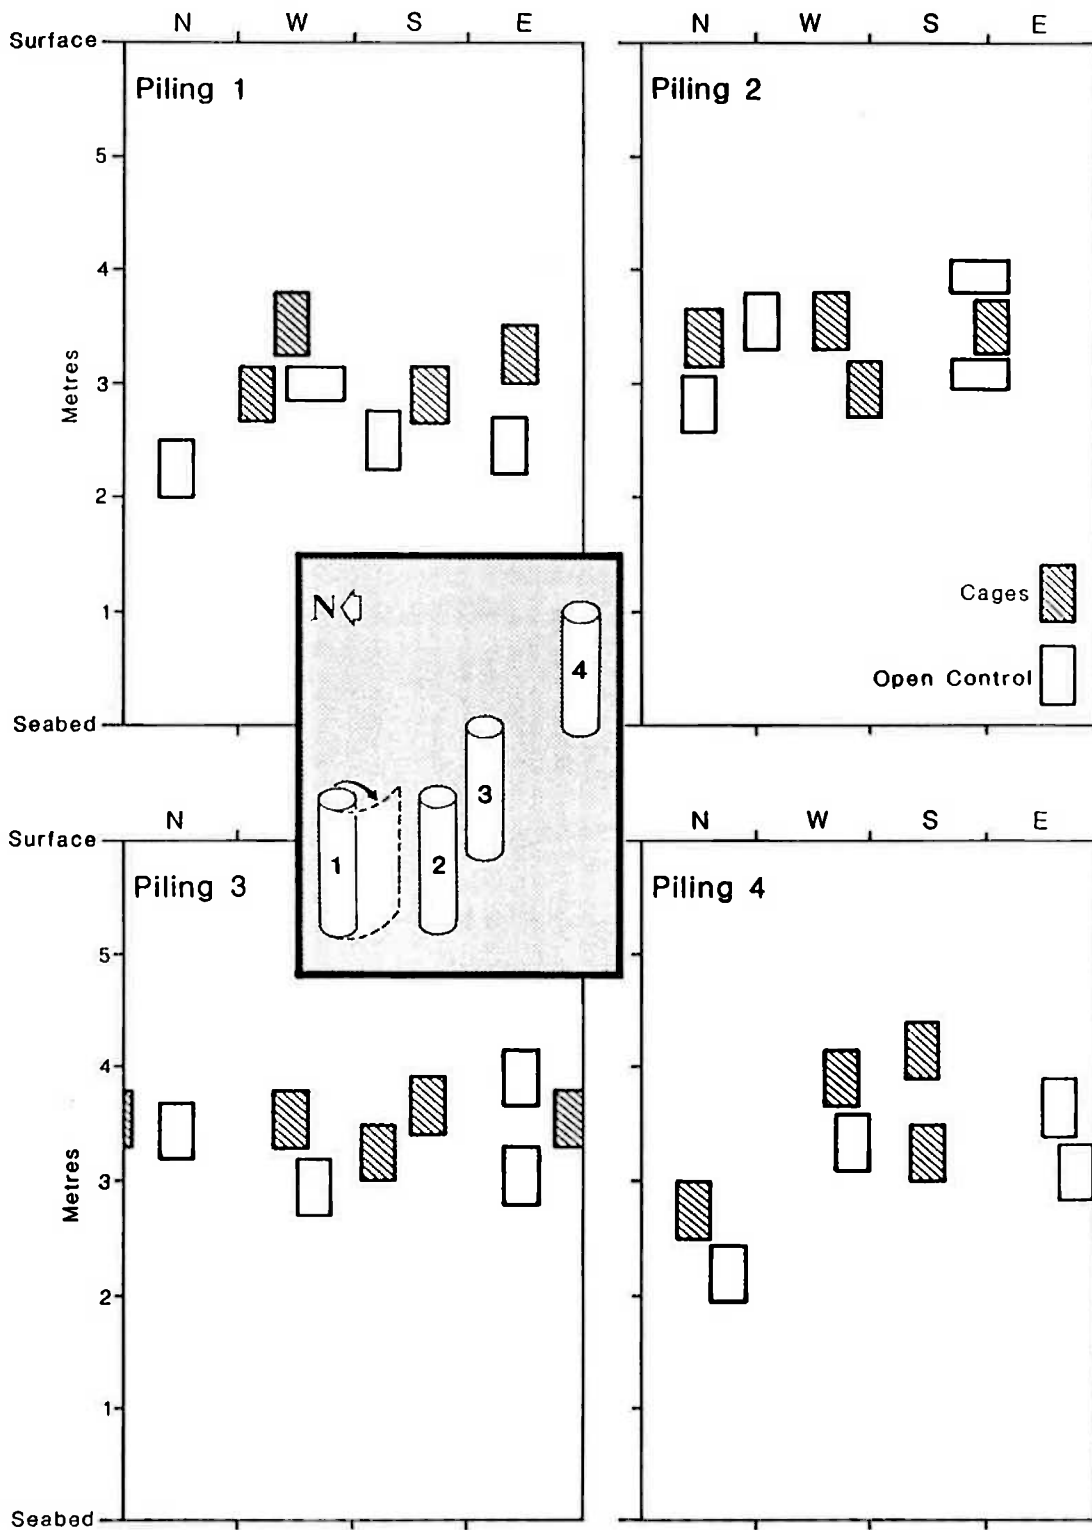 N W S E
N W S E
Surface
Piling 1
Piling 2
5
4
Metres
3
2
1
Cages
Open Control
Seabed
N
4
3
1
2
Surface
N
N W S E
Piling 3
Piling 4
5
4
Metres
3
2
1
Seabed